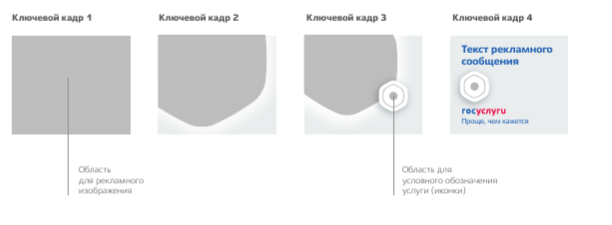 Ключевой кадр 1
Ключевой кадр 2
Ключевой кадр 3
Ключевой кадр 4
Текст рекламного
сообщения
госуслуги
Проще, чем кажется
Область
для рекламного
изображения
Область для
условного обозначения
услуги (иконки)